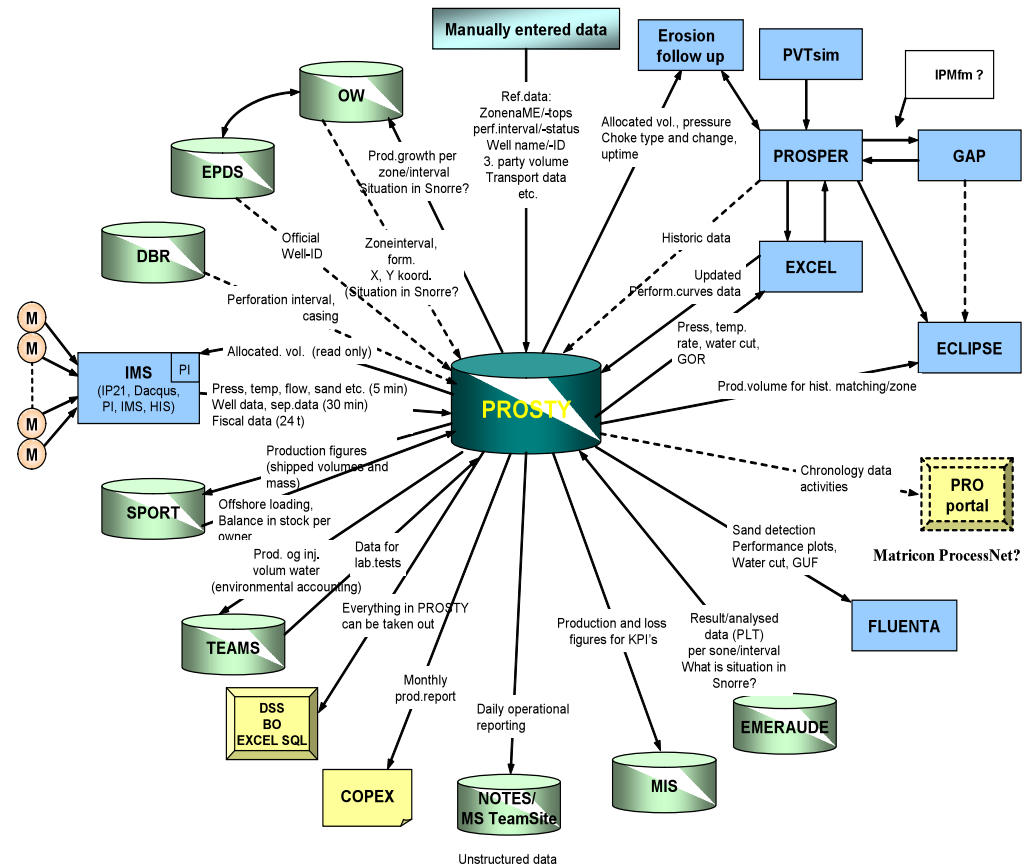 Manually entered data
Erosion
follow up
PVTsim
IPMfm ?
OW
EPDS
DBR
PROSPER
GAP
EXCEL
ECLIPSE
Ref.data:
ZonenaME/-tops
perf.interval/-status
Well name/-ID
3. party volume
Transport data
etc.
Allocated vol., pressure
Choke type and change,
uptime
Prod.growth per
zone/interval
Situation in Snorre?
Official
Well-ID
Zoneinterval,
form.
X, Y koord.
(Situation in Snorre?
Historic data
Updated
Perform.curves data
Perforation interval,
casing
Press, temp.
rate, water cut,
GOR
M
M
M
M
IMS
(IP21, Dacqus,
PI, IMS, HIS)
PI
Allocated. vol.  (read only)
Press, temp, flow, sand etc. (5 min)
Well data, sep.data (30 min)
Fiscal data (24 t)
PROSTY
Prod.volume for hist. matching/zone
Production figures
(shipped volumes and
mass)
SPORT
Offshore loading,
Balance in stock per
owner
Chronology data
activities
PRO
portal
Matricon ProcessNet?
Prod. og inj.
volum water
(environmental accounting)
Data for
lab.tests
Sand detection
Performance plots,
Water cut, GUF
TEAMS
Everything in PROSTY
can be taken out
Production and loss
figures for KPI's
Result/analysed
data (PLT)
per sone/interval
What is situation in
Snorre?
FLUENTA
DSS
BO
EXCEL SQL
Monthly
prod.report
Daily operational
reporting
EMERAUDE
COPEX
NOTES/
MS TeamSite
MIS
Unstructured data